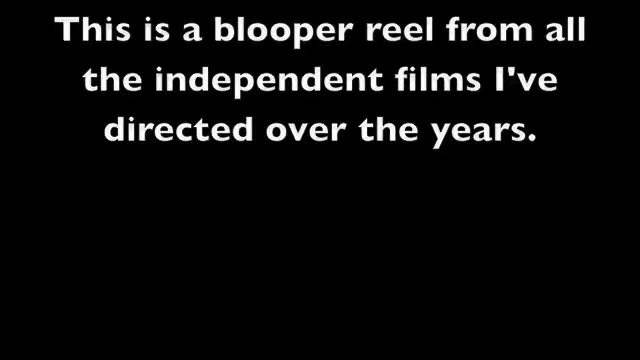 This is a blooper reel from all
the independent films I've
directed over the years.